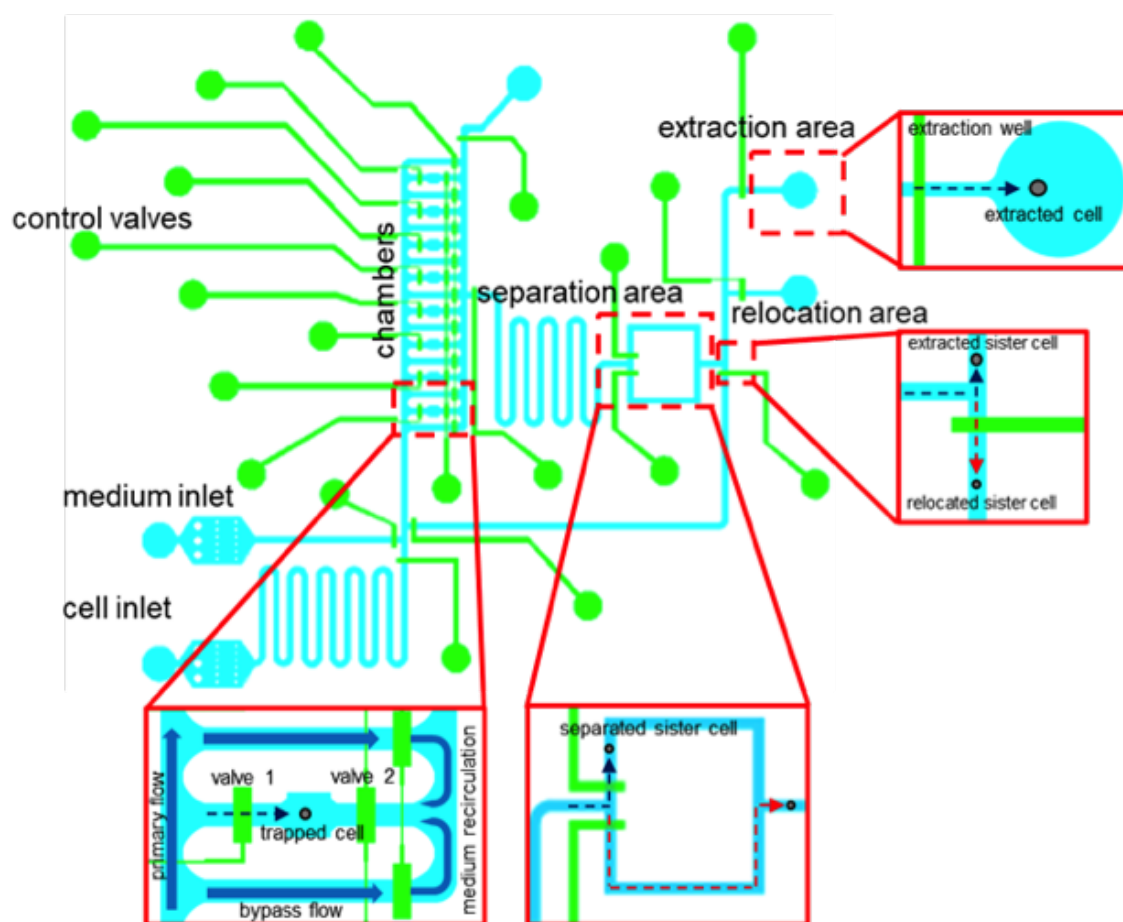 extraction area
extraction well
extracted cell
control valves
chambers
separation area
relocation area
extracted sister cell
relocated sister cell
medium inlet
cell inlet
primary flow
valve 1
valve 2
trapped cell
bypass flow
medium recirculation
separated sister cell